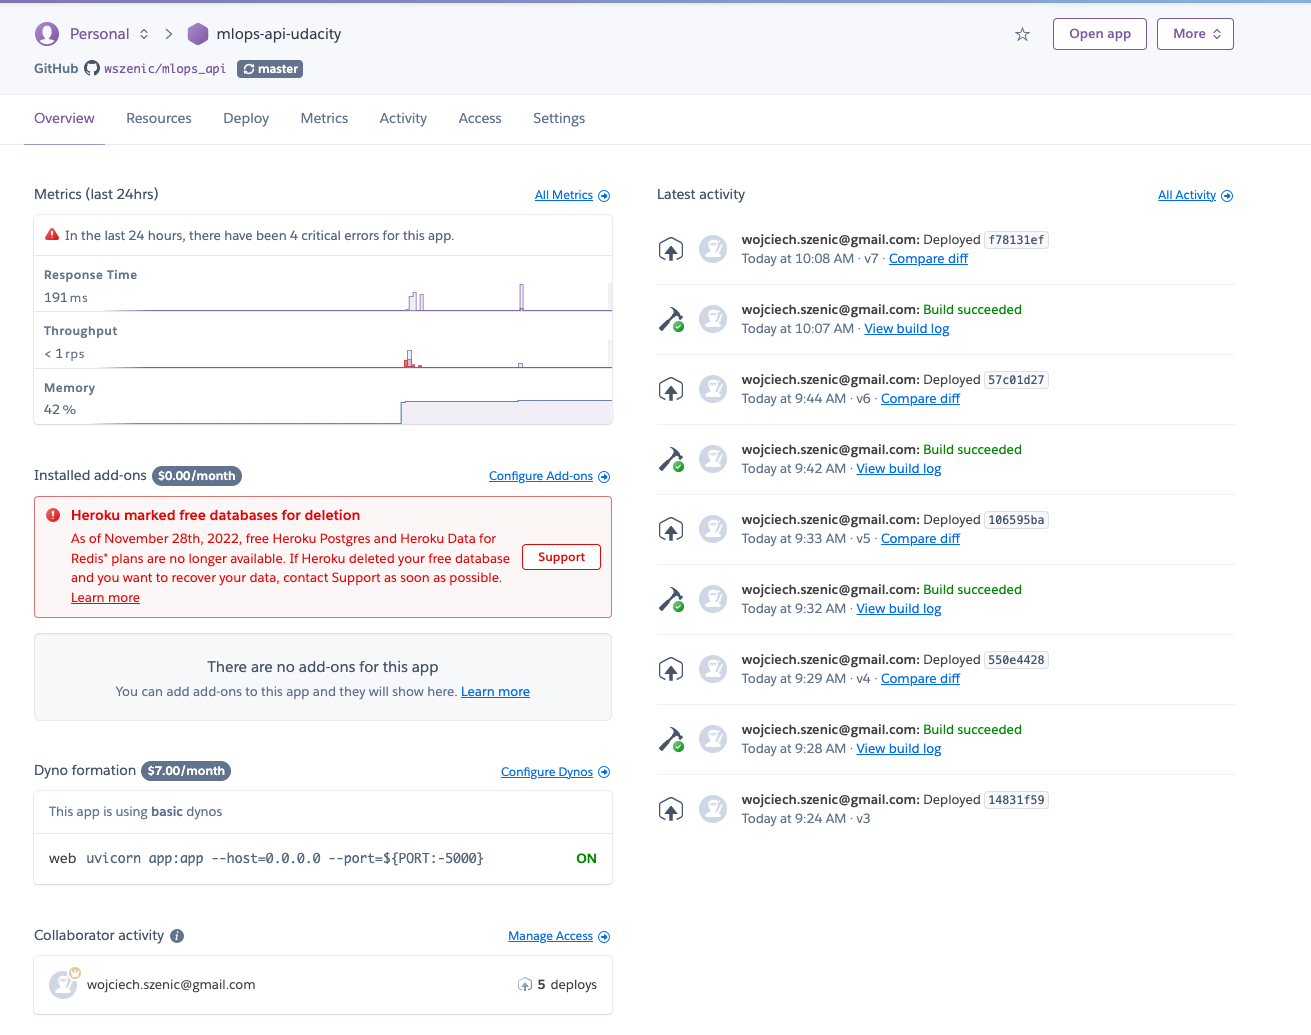 Personal mlops-api-udacity
Open app
More
GitHub wszenic/mlops_api master
Overview Resources Deploy Metrics Activity Access Settings
Metrics (last 24hrs)
All Metrics
In the last 24 hours, there have been 4 critical errors for this app.
Response Time
191 ms
Throughput
< 1 rps
Memory
42 %
Installed add-ons $0.00/month
Configure Add-ons
Heroku marked free databases for deletion
As of November 28th, 2022, free Heroku Postgres and Heroku Data for
Redis* plans are no longer available. If Heroku deleted your free database
and you want to recover your data, contact Support as soon as possible.
Learn more
Support
There are no add-ons for this app
You can add add-ons to this app and they will show here. Learn more
Dyno formation $7.00/month
Configure Dynos
This app is using basic dynos
web uvicorn app:app --host=0.0.0.0 --port=${PORT:-5000}
ON
Collaborator activity i
Manage Access
wojciech.szenic@gmail.com
5 deploys
Latest activity
All Activity
wojciech.szenic@gmail.com: Deployed f78131ef
Today at 10:08 AM · v7 · Compare diff
wojciech.szenic@gmail.com: Build succeeded
Today at 10:07 AM · View build log
wojciech.szenic@gmail.com: Deployed 57c01d27
Today at 9:44 AM · v6 · Compare diff
wojciech.szenic@gmail.com: Build succeeded
Today at 9:42 AM · View build log
wojciech.szenic@gmail.com: Deployed 106595ba
Today at 9:33 AM · v5 · Compare diff
wojciech.szenic@gmail.com: Build succeeded
Today at 9:32 AM · View build log
wojciech.szenic@gmail.com: Deployed 550e4428
Today at 9:29 AM · v4 · Compare diff
wojciech.szenic@gmail.com: Build succeeded
Today at 9:28 AM · View build log
wojciech.szenic@gmail.com: Deployed 14831f59
Today at 9:24 AM · v3